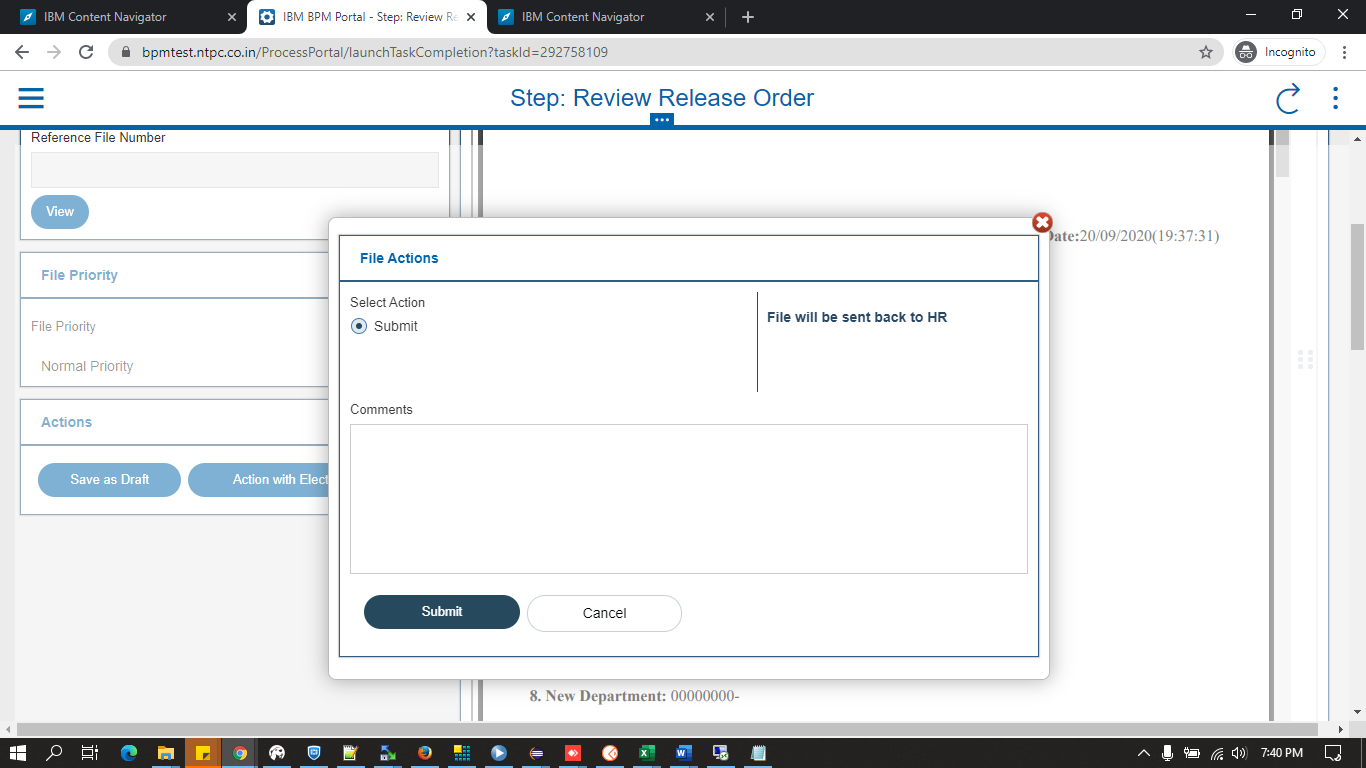 IBM Content Navigator
IBM BPM Portal - Step: Review Re
IBM Content Navigator
bpmtest.ntpc.co.in/ProcessPortal/launchTaskCompletion?taskId=292758109
Incognito
Step: Review Release Order
Reference File Number
View
Date:20/09/2020(19:37:31)
File Priority
File Priority
Normal Priority
Actions
Save as Draft
Action with Elect
File Actions
Select Action
Submit
File will be sent back to HR
Comments
Submit
Cancel
8. New Department: 00000000-
7:40 PM